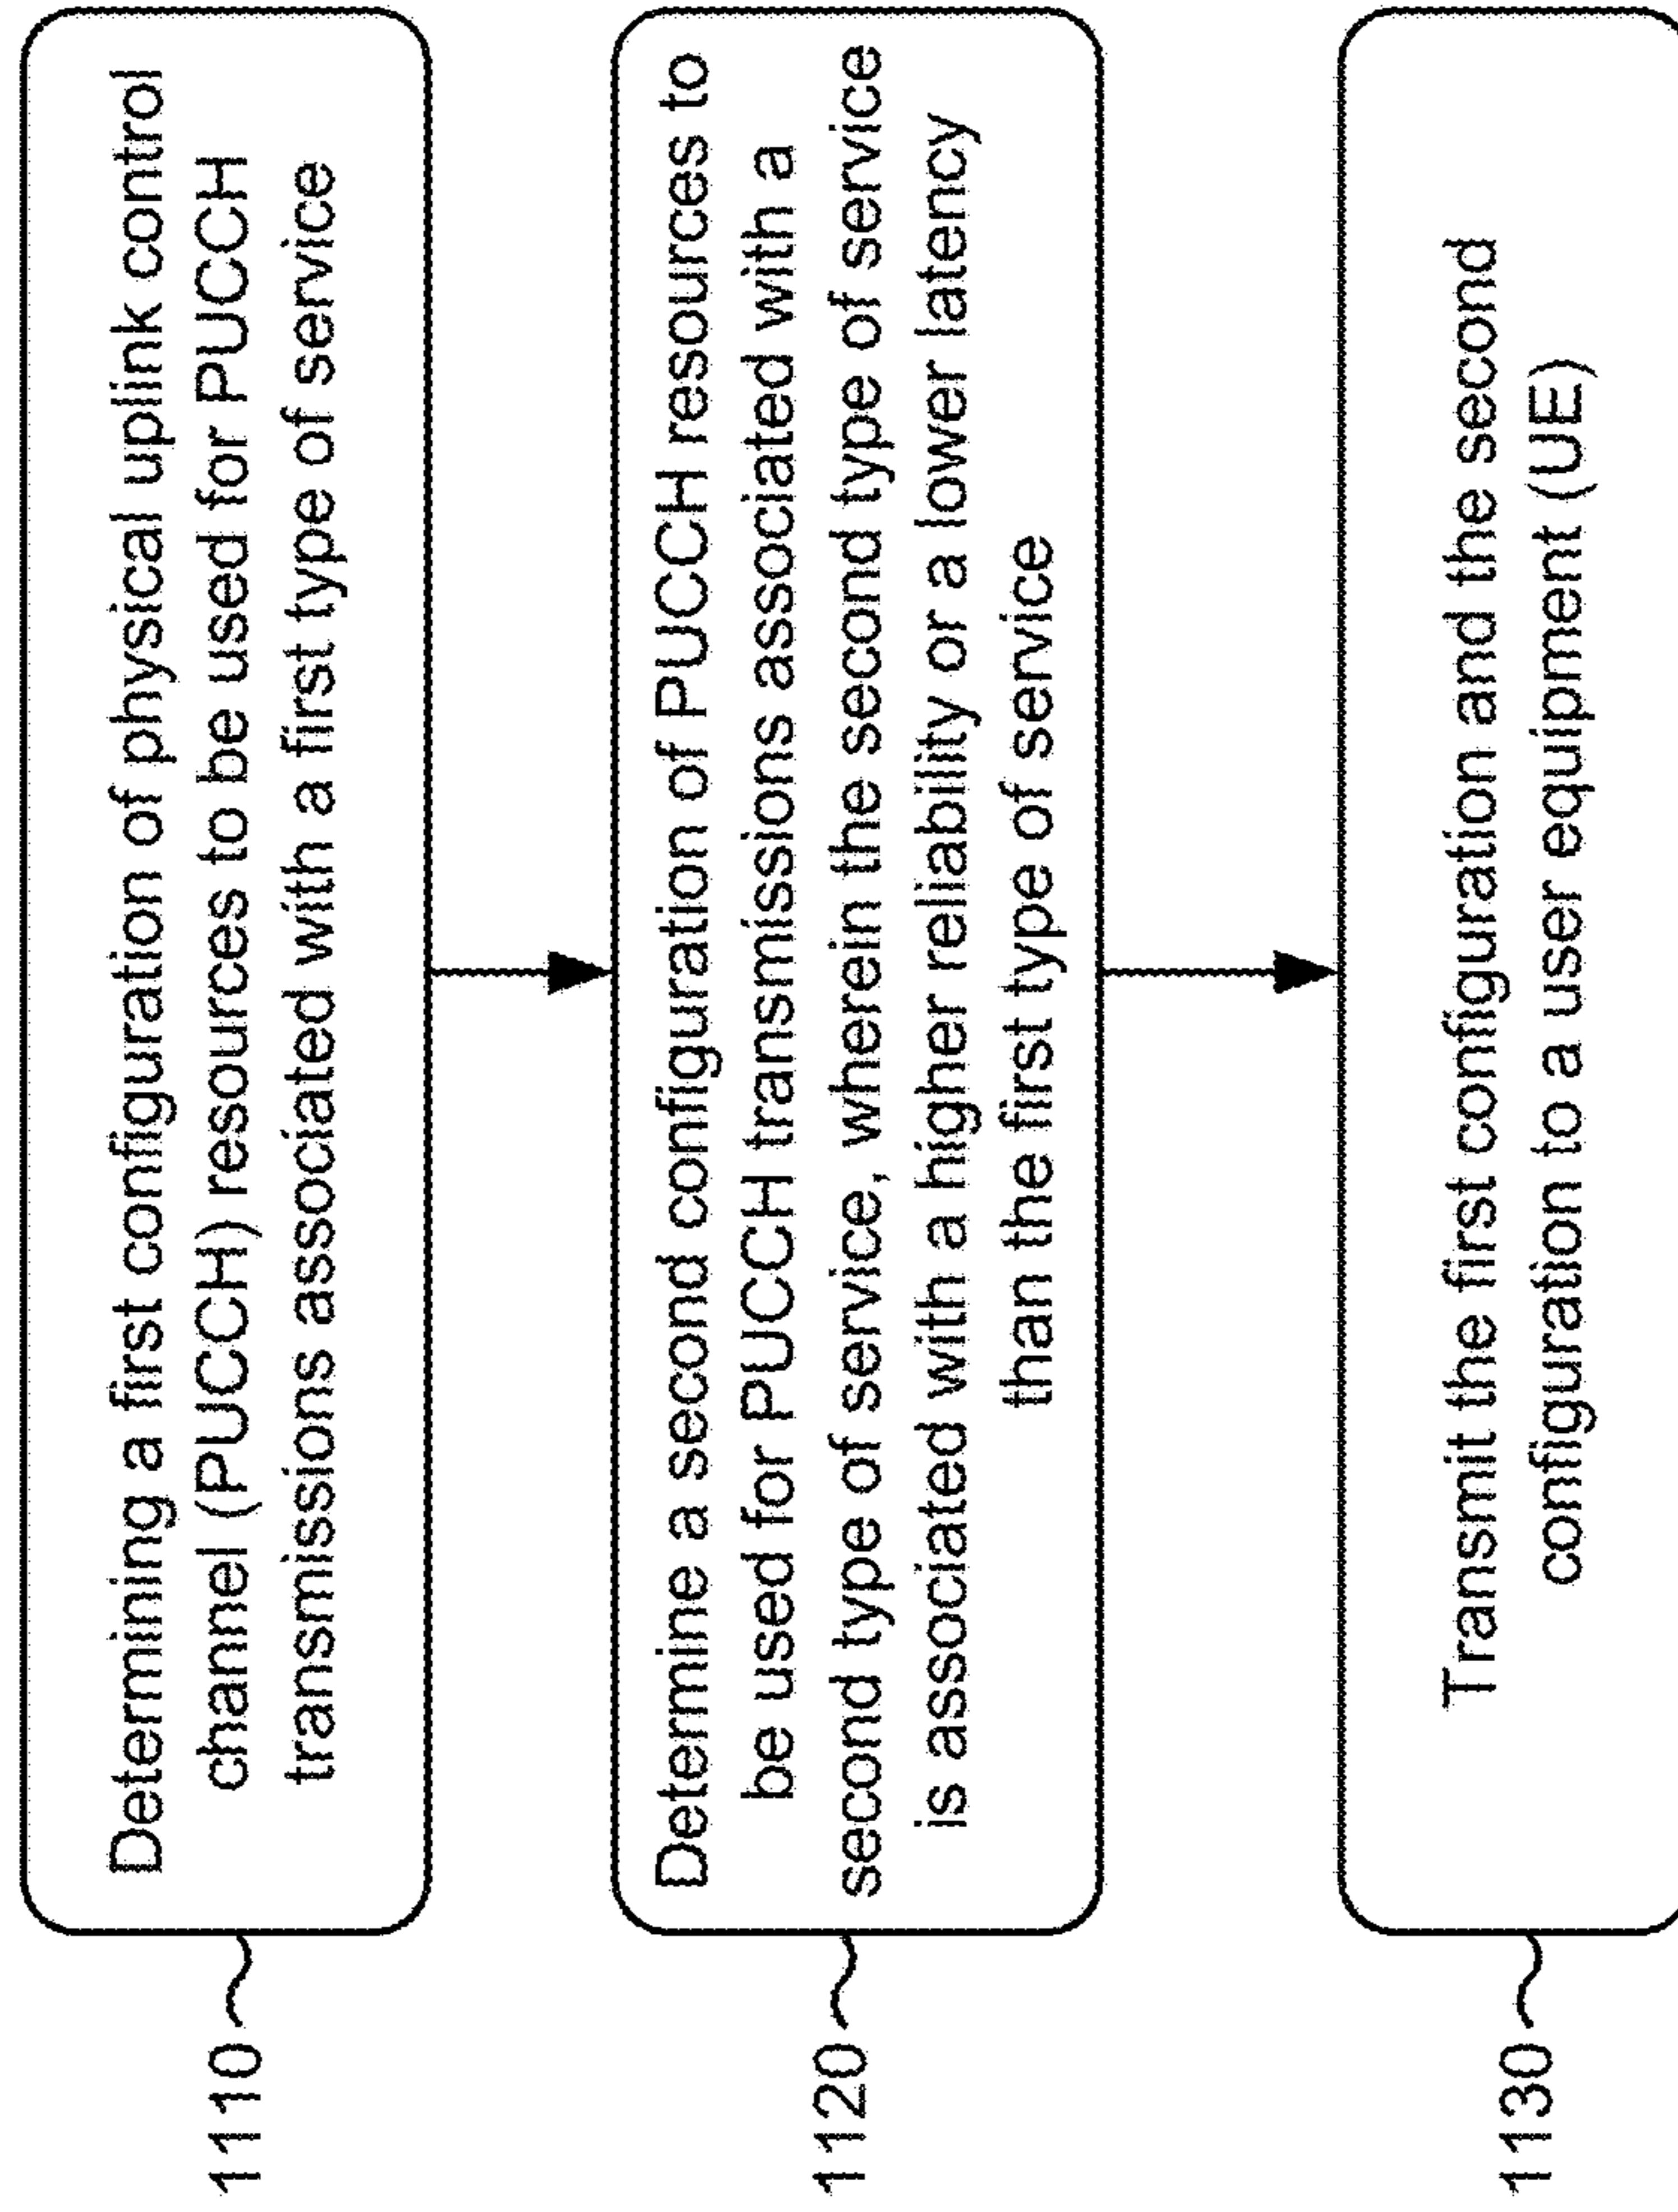 1110
Determining a first configuration of physical uplink control
channel (PUCCH) resources to be used for PUCCH
transmissions associated with a first type of service
1120
Determine a second configuration of PUCCH resources to
be used for PUCCH transmissions associated with a
second type of service, wherein the second type of service
is associated with a higher reliability or a lower latency
than the first type of service
1130
Transmit the first configuration and the second
configuration to a user equipment (UE)